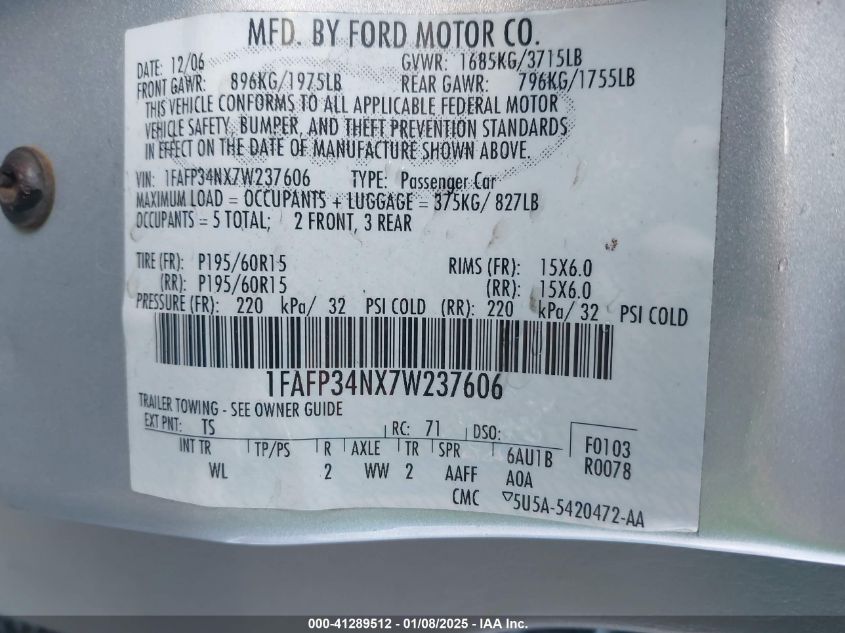 MFD. BY FORD MOTOR CO.
DATE: 12/06 GVWR: 1685KG/3715LB
FRONT GAWR: 896KG/1975LB REAR GAWR: 796KG/1755LB
THIS VEHICLE CONFORMS TO ALL APPLICABLE FEDERAL MOTOR
VEHICLE SAFETY, BUMPER, AND THEFT PREVENTION STANDARDS
IN EFFECT ON THE DATE OF MANUFACTURE SHOWN ABOVE.
VIN: 1FAFP34NX7W237606 TYPE: Passenger Car
MAXIMUM LOAD = OCCUPANTS + LUGGAGE = 375KG/ 827LB
OCCUPANTS = 5 TOTAL; 2 FRONT, 3 REAR
TIRE (FR): P195/60R15 RIMS (FR): 15X6.0
(RR): P195/60R15 (RR): 15X6.0
PRESSURE (FR): 220 kPa/ 32 PSI COLD (RR): 220 kPa/ 32 PSI COLD
1FAFP34NX7W237606
TRAILER TOWING - SEE OWNER GUIDE
EXT PNT: TS RC: 71 DSO: F0103
INT TR TP/PS R AXLE TR SPR 6AU1B R0078
WL 2 WW 2 AAFF A0A
CMC ▽5U5A-5420472-AA
000-41289512 - 01/08/2025 - IAA Inc.